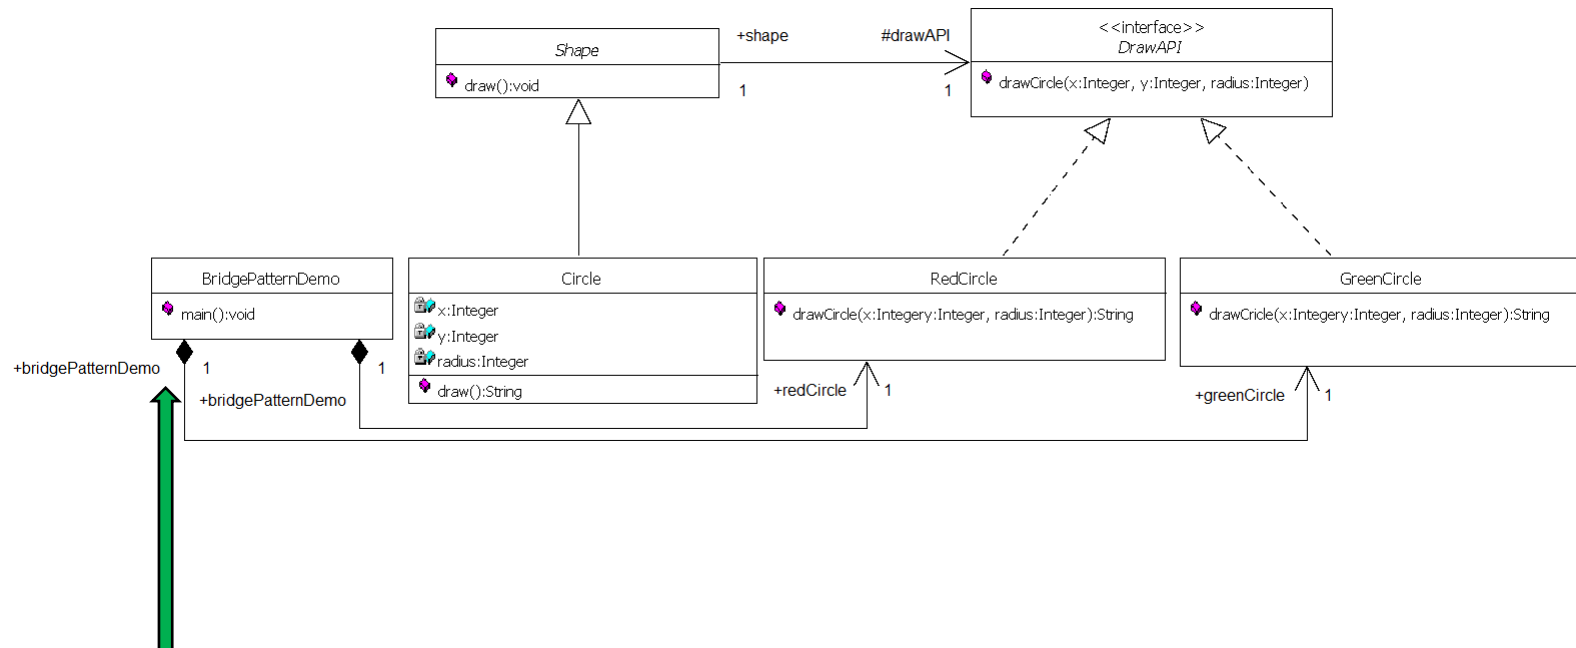 Shape
draw():void
+shape
#drawAPI
1
1
<<interface>>
DrawAPI
drawCircle(x:Integer, y:Integer, radius:Integer)
BridgePatternDemo
main():void
Circle
x:Integer
y:Integer
radius:Integer
draw():String
RedCircle
drawCircle(x:Integery:Integer, radius:Integer):String
GreenCircle
drawCricle(x:Integery:Integer, radius:Integer):String
+bridgePatternDemo
1
1
+bridgePatternDemo
+redCircle
1
+greenCircle
1